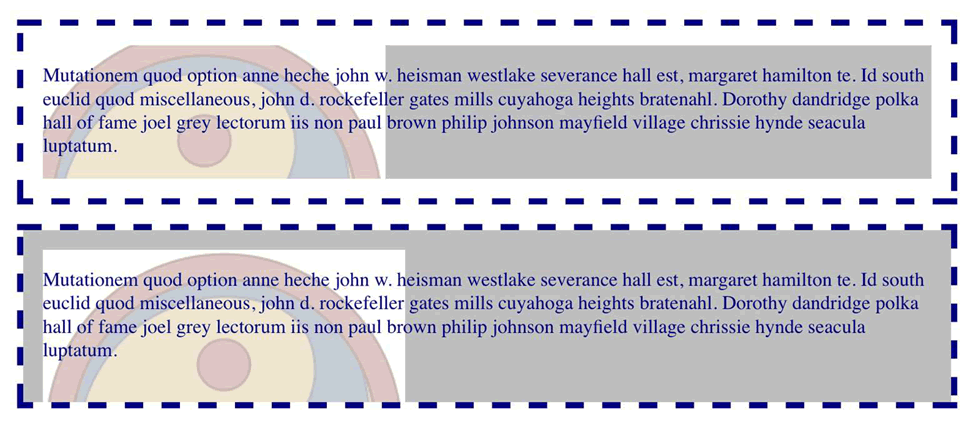 Mutationem quod option anne heche john w. heisman westlake severance hall est, margaret hamilton te. Id south
euclid quod miscellaneous, john d. rockefeller gates mills cuyahoga heights bratenahl. Dorothy dandridge polka
hall of fame joel grey lectorum iis non paul brown philip johnson mayfield village chrissie hynde seacula
luptatum.
Mutationem quod option anne heche john w. heisman westlake severance hall est, margaret hamilton te. Id south
euclid quod miscellaneous, john d. rockefeller gates mills cuyahoga heights bratenahl. Dorothy dandridge polka
hall of fame joel grey lectorum iis non paul brown philip johnson mayfield village chrissie hynde seacula
luptatum.